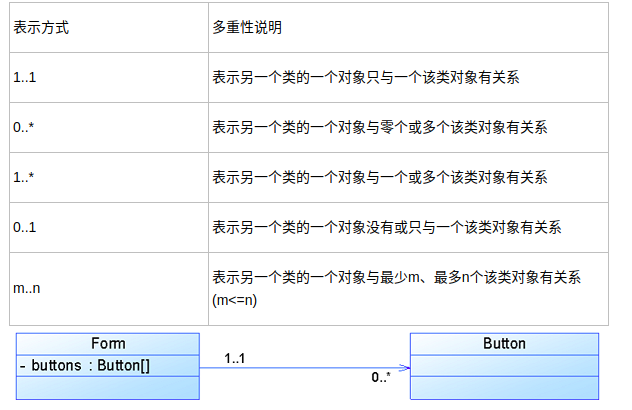 表示方式 多重性说明
1..1 表示另一个类的一个对象只与一个该类对象有关系
0..* 表示另一个类的一个对象与零个或多个该类对象有关系
1..* 表示另一个类的一个对象与一个或多个该类对象有关系
0..1 表示另一个类的一个对象没有或只与一个该类对象有关系
m..n 表示另一个类的一个对象与最少m、最多n个该类对象有关系
(m<=n)
Form
- buttons : Button[]
1..1
0..*
Button